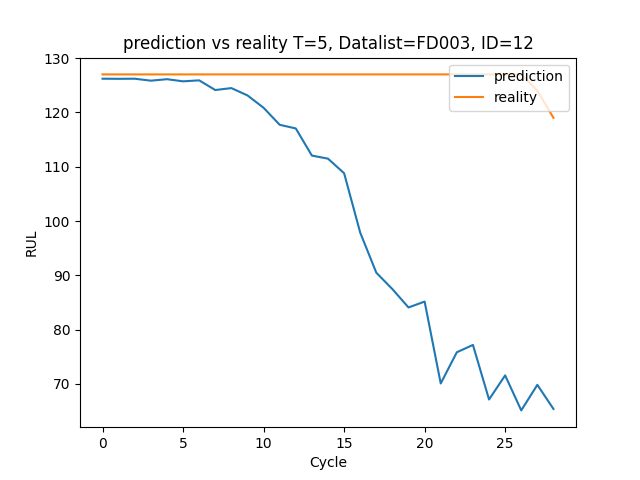 prediction vs reality T=5, Datalist=FD003, ID=12
prediction
reality
130
120
110
100
90
80
70
RUL
0 5 10 15 20 25
Cycle